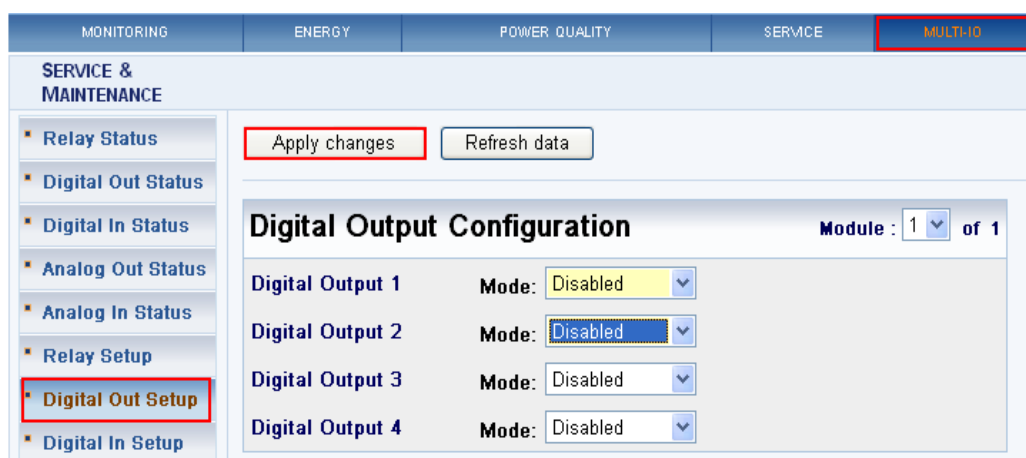 MONITORING ENERGY POWER QUALITY SERVICE MULTI-IO
SERVICE &
MAINTENANCE
Relay Status
Digital Out Status
Digital In Status
Analog Out Status
Analog In Status
Relay Setup
Digital Out Setup
Digital In Setup
Apply changes Refresh data
Digital Output Configuration Module : 1 of 1
Digital Output 1 Mode: Disabled
Digital Output 2 Mode: Disabled
Digital Output 3 Mode: Disabled
Digital Output 4 Mode: Disabled